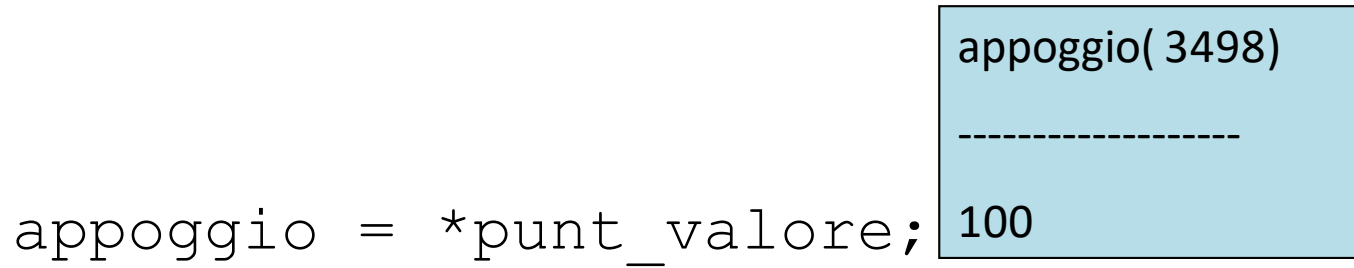 appoggio( 3498)
-------------------
appoggio = *punt_valore;
100